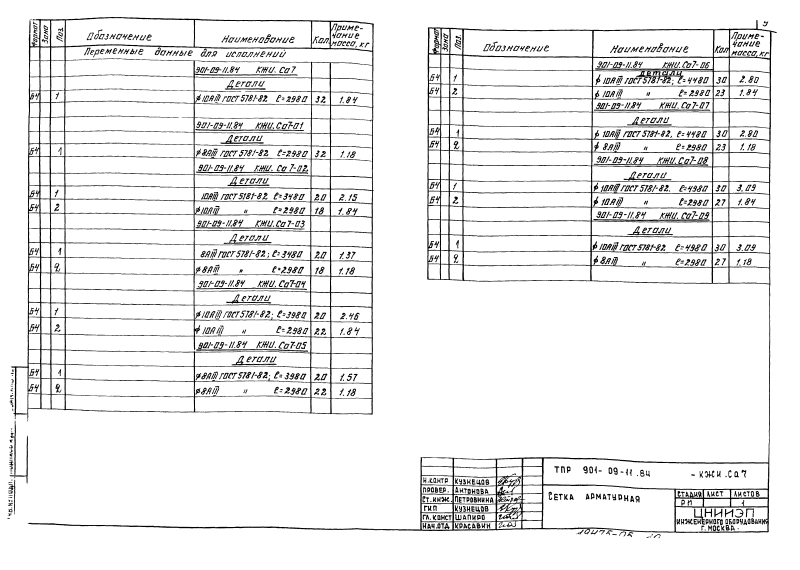 9
Формат Зона Поз. Обозначение Наименование Кол. Примечание масса, кг
Переменные данные для исполнений
901-09-11.84 КЖИ. Са7
Детали
Б4 1 ф10АIII ГОСТ 5781-82 ℓ=2980 32 1.84
901-09-11.84 КЖИ. Са7-01
Детали
Б4 1 ф8АIII ГОСТ 5781-82 ℓ=2980 32 1.18
901-09-11.84 КЖИ. Са7-02
Детали
Б4 1 10АIII ГОСТ 5781-82 ℓ=3480 20 2.15
Б4 2 ф10АIII " ℓ=2980 18 1.84
901-09-11.84 КЖИ. Са7-03
Детали
1 8АIII ГОСТ 5781-82; ℓ=3480 20 1.37
Б4 2 ф8АIII " ℓ=2980 18 1.18
901-09-11.84 КЖИ. Са7-04
Детали
Б4 1 ф10АIII ГОСТ 5781-82; ℓ=3980 20 2.46
Б4 2 ф10АIII " ℓ=2980 22 1.84
901-09-11.84 КЖИ. Са7-05
Детали
Б4 1 ф8АIII ГОСТ 5781-82; ℓ=3980 20 1.57
Б4 2 ф8АIII " ℓ=2980 22 1.18
Формат Зона Поз. Обозначение Наименование Кол Примечание масса, кг
901-09-11.84 КЖИ. Са7-06
Детали
Б4 1 ф10АIII ГОСТ 5781-82; ℓ=4480 30 2.80
Б4 2 ф10АIII " ℓ=2980 23 1.84
901-09-11.84 КЖИ. Са7-07
Детали
Б4 1 ф10АIII ГОСТ 5781-82, ℓ=4480 30 2.80
Б4 2 ф8АIII " ℓ=2980 23 1.18
901-09-11.84 КЖИ. Са7-08
Детали
Б4 1 ф10АIII ГОСТ 5781-82. ℓ=4980 30 3.09
Б4 2 ф10АIII " ℓ=2980 27 1.84
901-09-11.84 КЖИ. Са7-09
Детали
Б4 1 ф10АIII ГОСТ 5781-82; ℓ=4980 30 3.09
Б4 2 ф8АIII " ℓ=2980 27 1.18
ТПР 901-09-11.84 -КЖИ.Са7
Н.КОНТР КУЗНЕЦОВ
ПРОВЕР. АНТОНОВА
СТ.ИНЖ. ПЕТРОВНИНА
ГИП КУЗНЕЦОВ
ГЛ.КОНСТ ШАПИРО
НАЧ.ОТД КРАСАВИН
СЕТКА АРМАТУРНАЯ
СТАДИЯ ЛИСТ ЛИСТОВ
РП 1
ЦНИИЭП
ИНЖЕНЕРНОГО ОБОРУДОВАНИЯ
Г. МОСКВА.